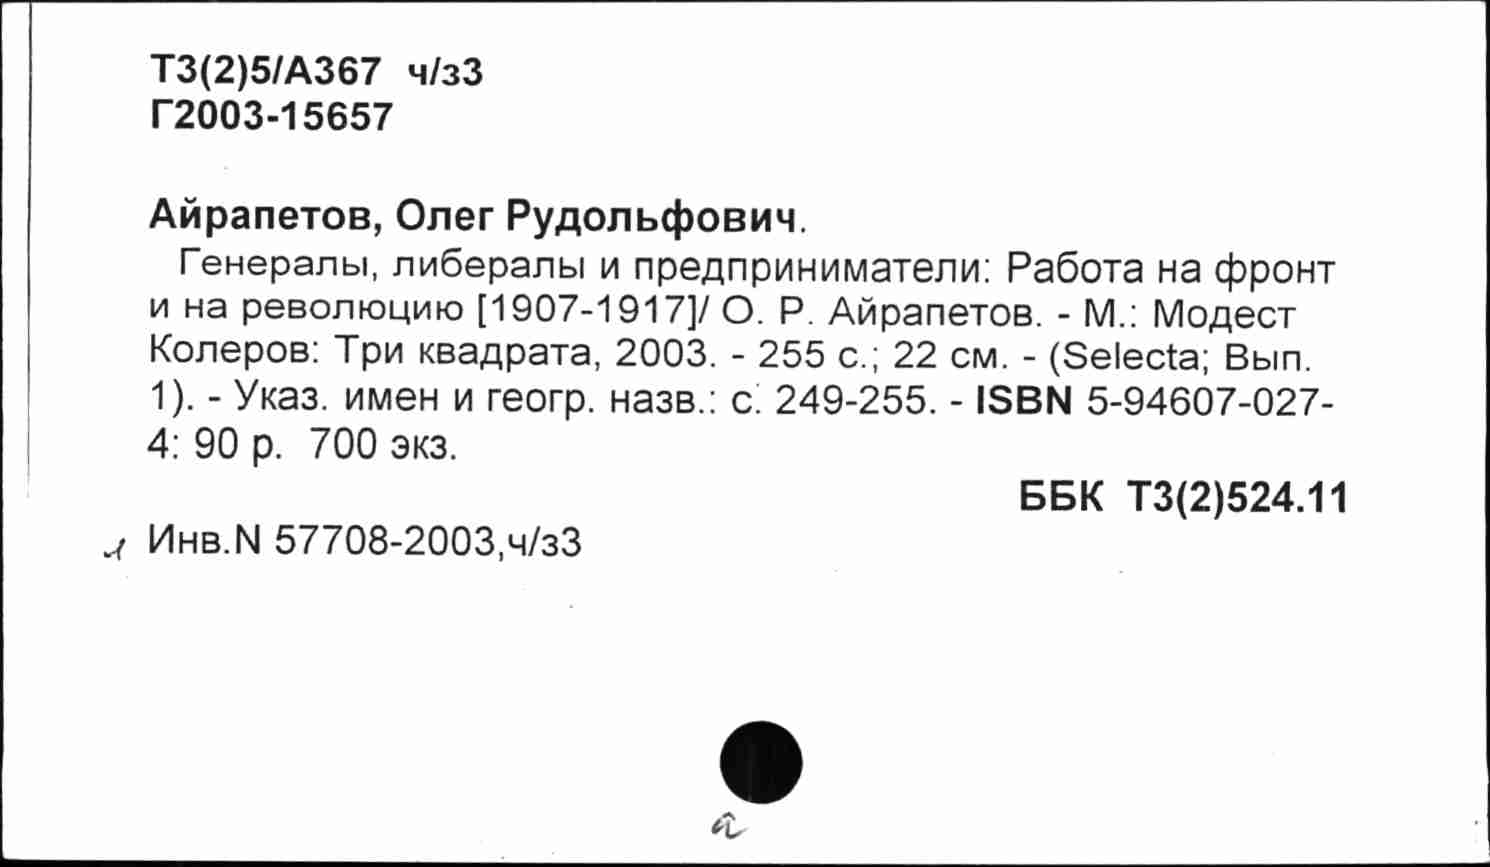 Т3(2)5/А367 ч/з3
Г2003-15657
Айрапетов, Олег Рудольфович.
Генералы, либералы и предприниматели: Работа на фронт
и на революцию [1907-1917]/ О. Р. Айрапетов. - М.: Модест
Колеров: Три квадрата, 2003. - 255 с.; 22 см. - (Selecta; Вып.
1). - Указ. имен и геогр. назв.: с. 249-255. - ISBN 5-94607-027-
4: 90 р. 700 экз.
ББК Т3(2)524.11
Инв.N 57708-2003,ч/з3